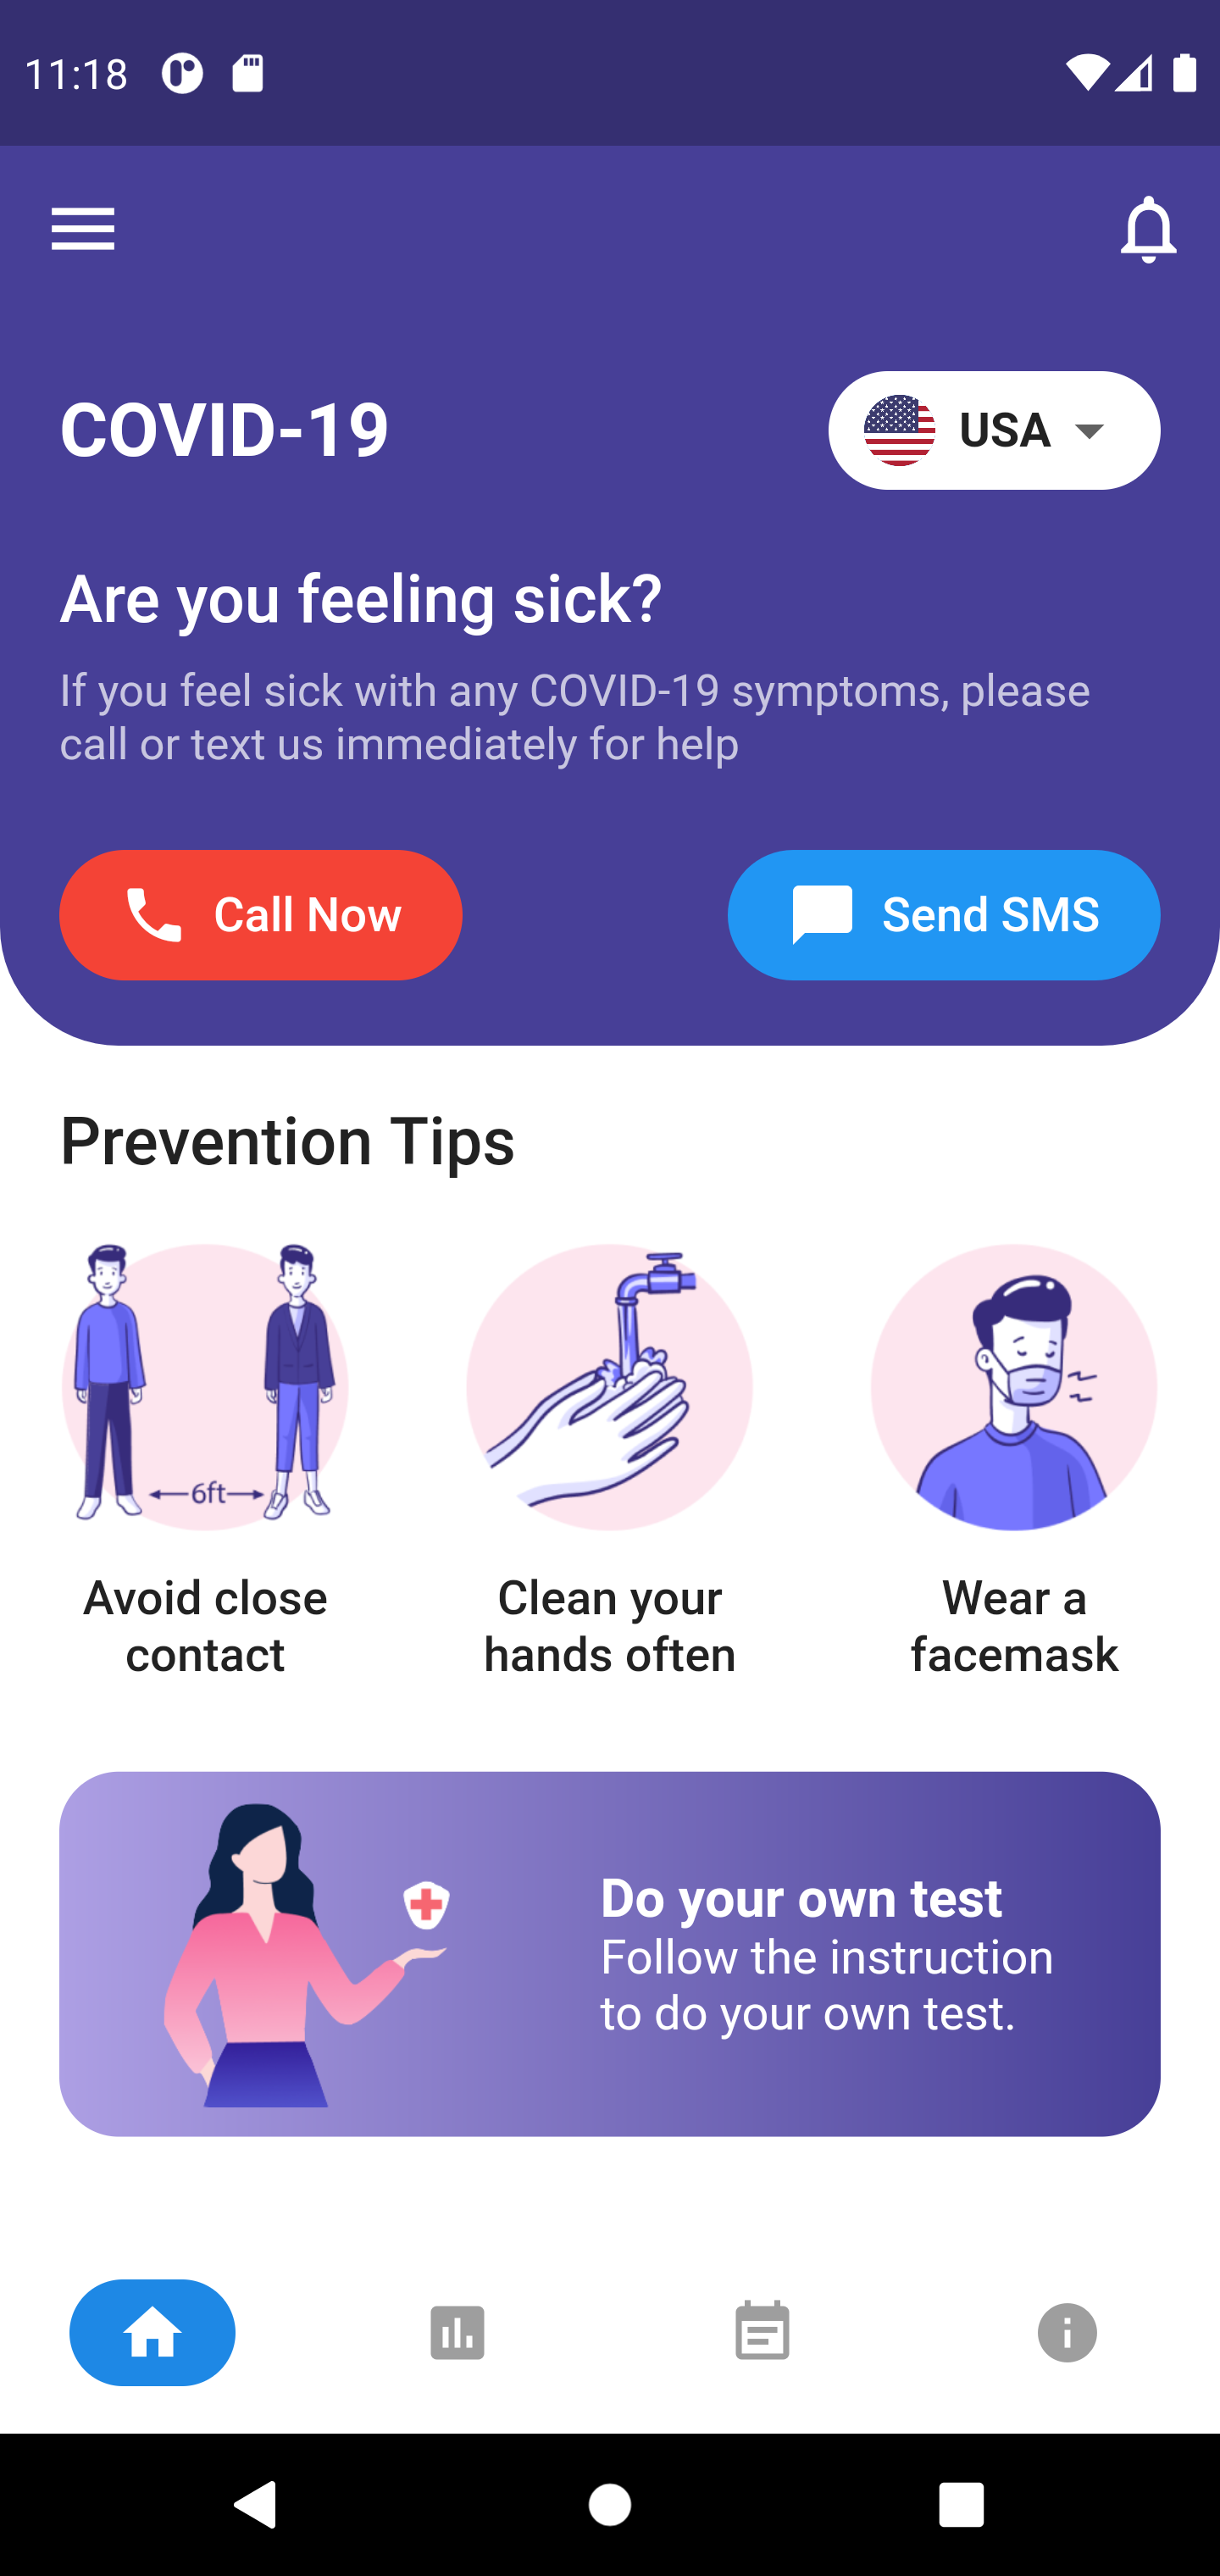 11:18
COVID-19
USA
Are you feeling sick?
If you feel sick with any COVID-19 symptoms, please
call or text us immediately for help
Call Now
Send SMS
Prevention Tips
6ft
Avoid close
contact
Clean your
hands often
Wear a
facemask
Do your own test
Follow the instruction
to do your own test.